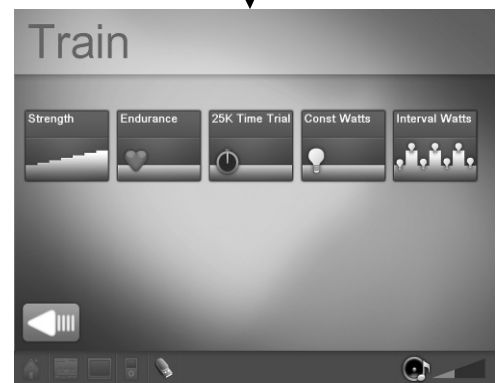 Train
Strength
Endurance
25K Time Trial
Const Watts
Interval Watts